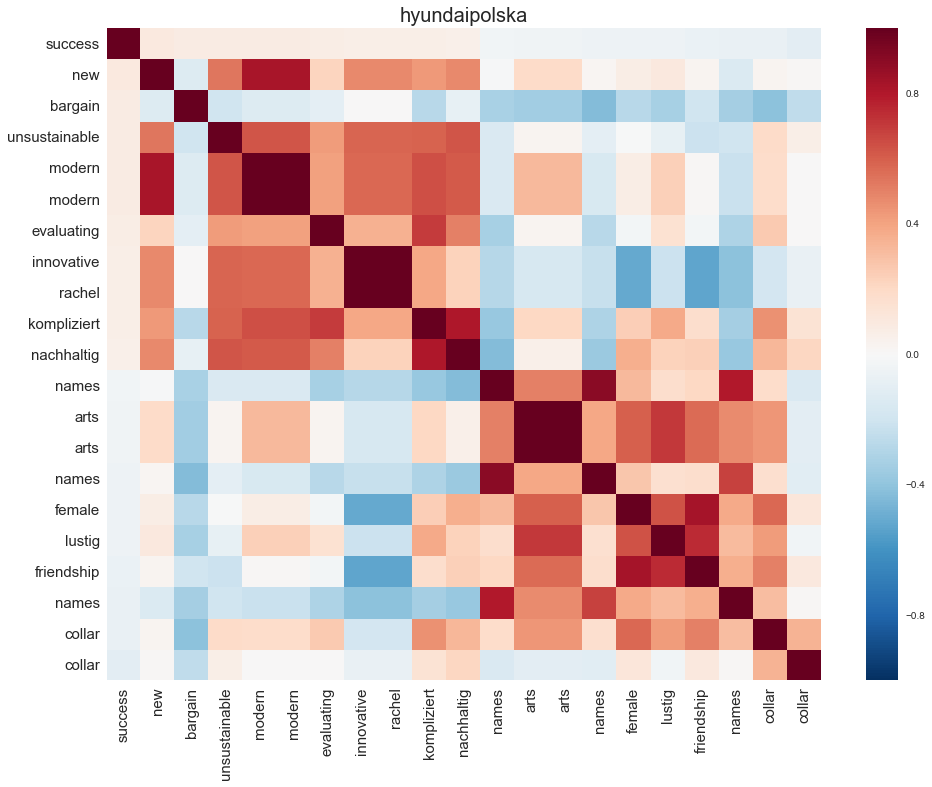 hyundaipolska
success
new
bargain
unsustainable
modern
modern
evaluating
innovative
rachel
kompliziert
nachhaltig
names
arts
arts
names
female
lustig
friendship
names
collar
collar
success
new
bargain
unsustainable
modern
modern
evaluating
innovative
rachel
kompliziert
nachhaltig
names
arts
arts
names
female
lustig
friendship
names
collar
collar
0.8
0.4
0.0
−0.4
−0.8